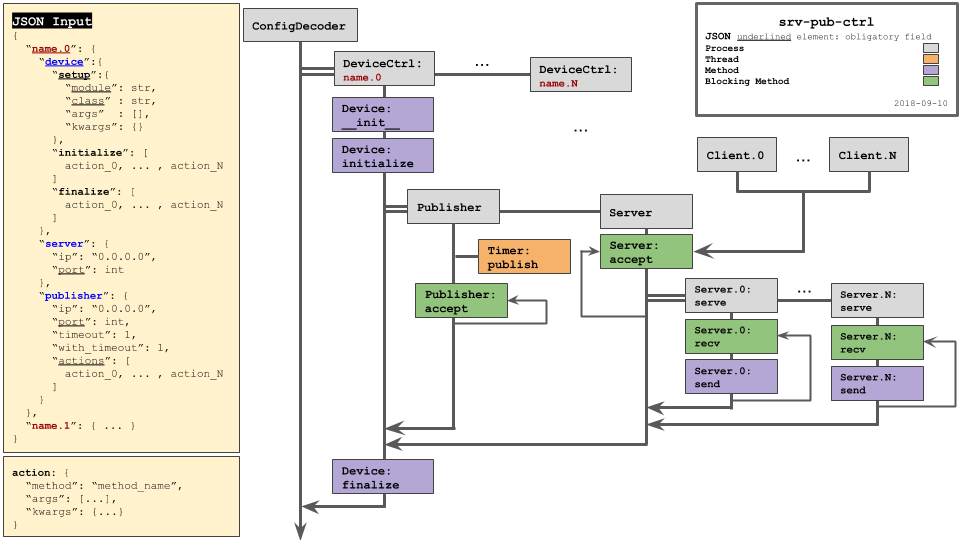 JSON Input
{
“name.0”: {
“device”:{
“setup”:{
“module”: str,
“class” : str,
“args” : [],
“kwargs”: {}
},
“initialize”: [
action_0, ... , action_N
]
“finalize”: [
action_0, ... , action_N
]
“server”: {
“ip”: “0.0.0.0”,
“port”: int
},
“publisher”: {
“ip”: “0.0.0.0”,
“port”: int,
“timeout”: 1,
“with_timeout”: 1,
“actions”: [
action_0, ... , action_N
]
}
},
“name.1”: { ... }
}
action: {
“method”: “method_name”,
“args”: [...],
“kwargs”: {...}
}
ConfigDecoder
DeviceCtrl:
name.0
...
DeviceCtrl:
name.N
Device:
__init__
...
Device:
initialize
srv-pub-ctrl
JSON underlined element: obligatory field
Process
Thread
Method
Blocking Method
2018-09-10
Client.0
...
Client.N
Publisher
Server
Server:
accept
Timer:
publish
Publisher:
accept
Server.0:
serve
...
Server.N:
serve
Server.0:
recv
Server.N:
recv
Server.0:
send
Server.N:
send
Device:
finalize